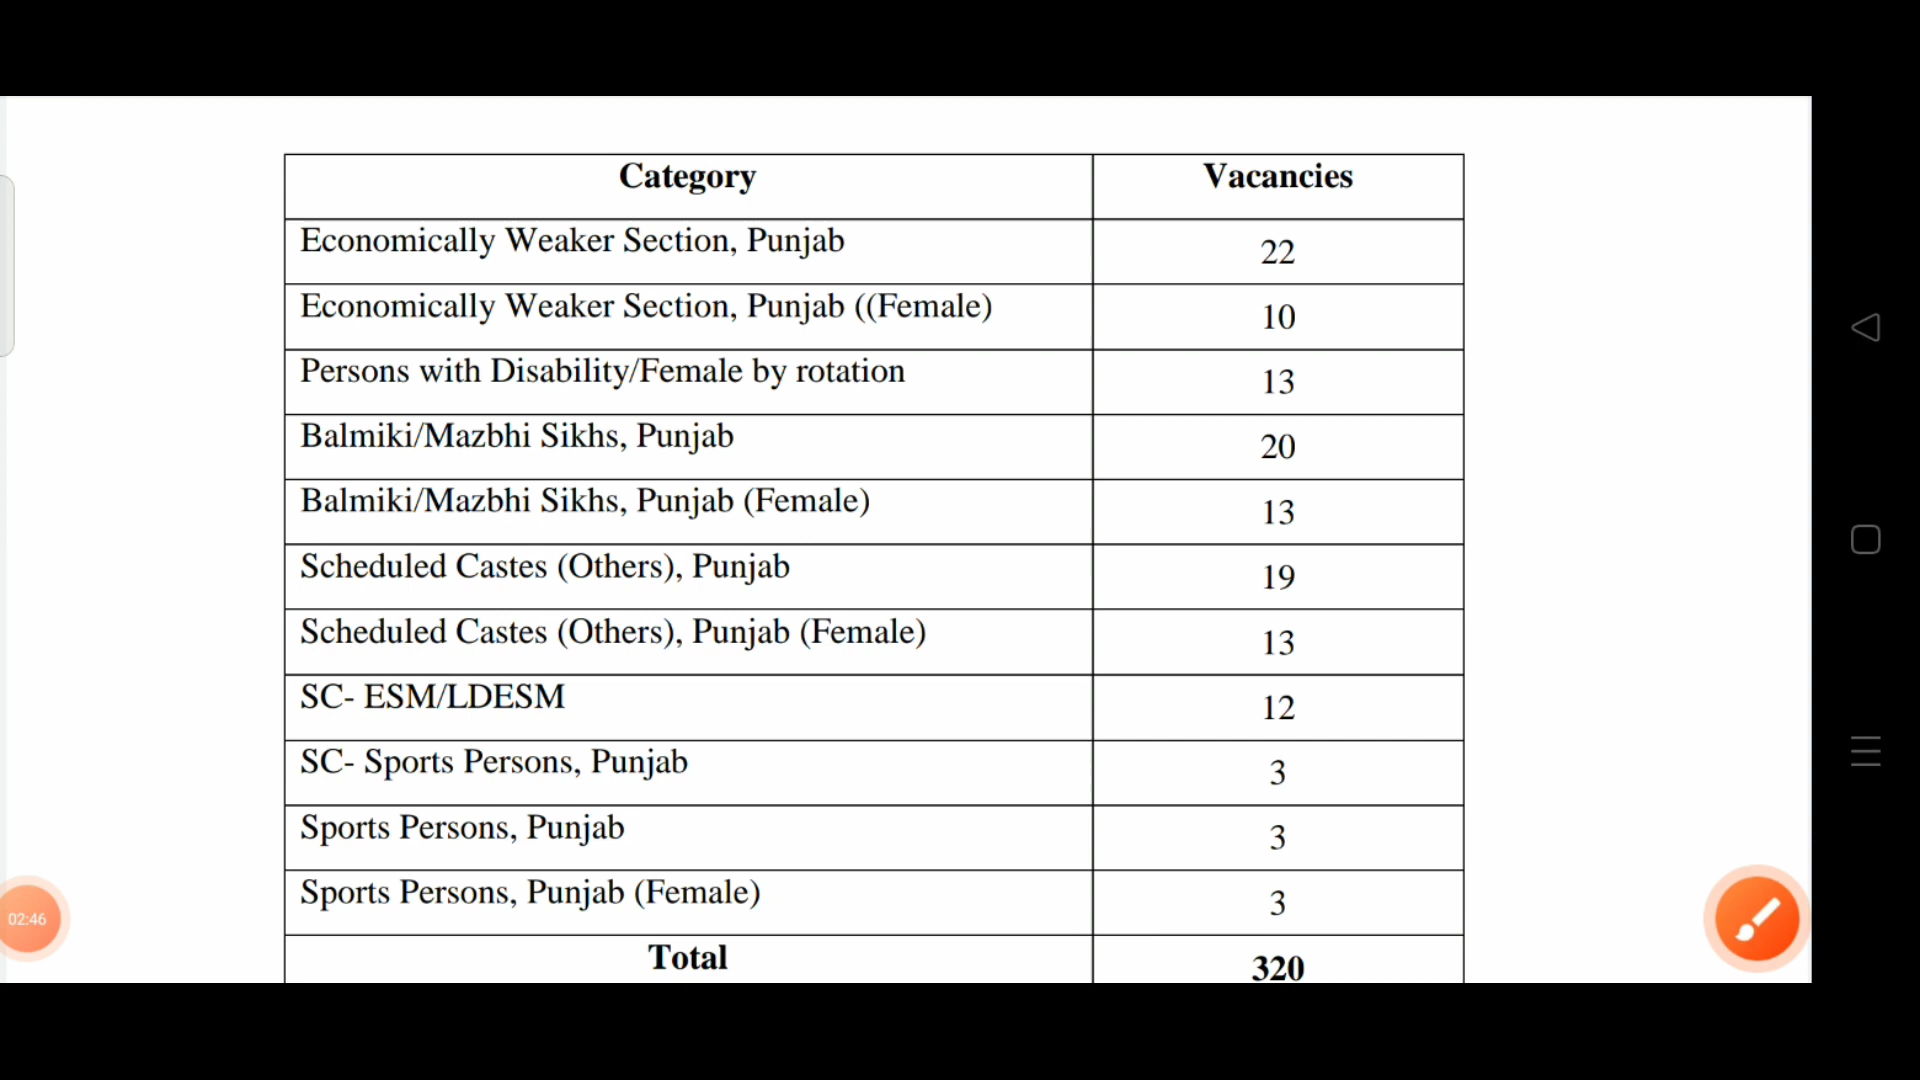 Category Vacancies
Economically Weaker Section, Punjab 22
Economically Weaker Section, Punjab ((Female) 10
Persons with Disability/Female by rotation 13
Balmiki/Mazbhi Sikhs, Punjab 20
Balmiki/Mazbhi Sikhs, Punjab (Female) 13
Scheduled Castes (Others), Punjab 19
Scheduled Castes (Others), Punjab (Female) 13
SC- ESM/LDESM 12
SC- Sports Persons, Punjab 3
Sports Persons, Punjab 3
Sports Persons, Punjab (Female) 3
02:46
Total 320